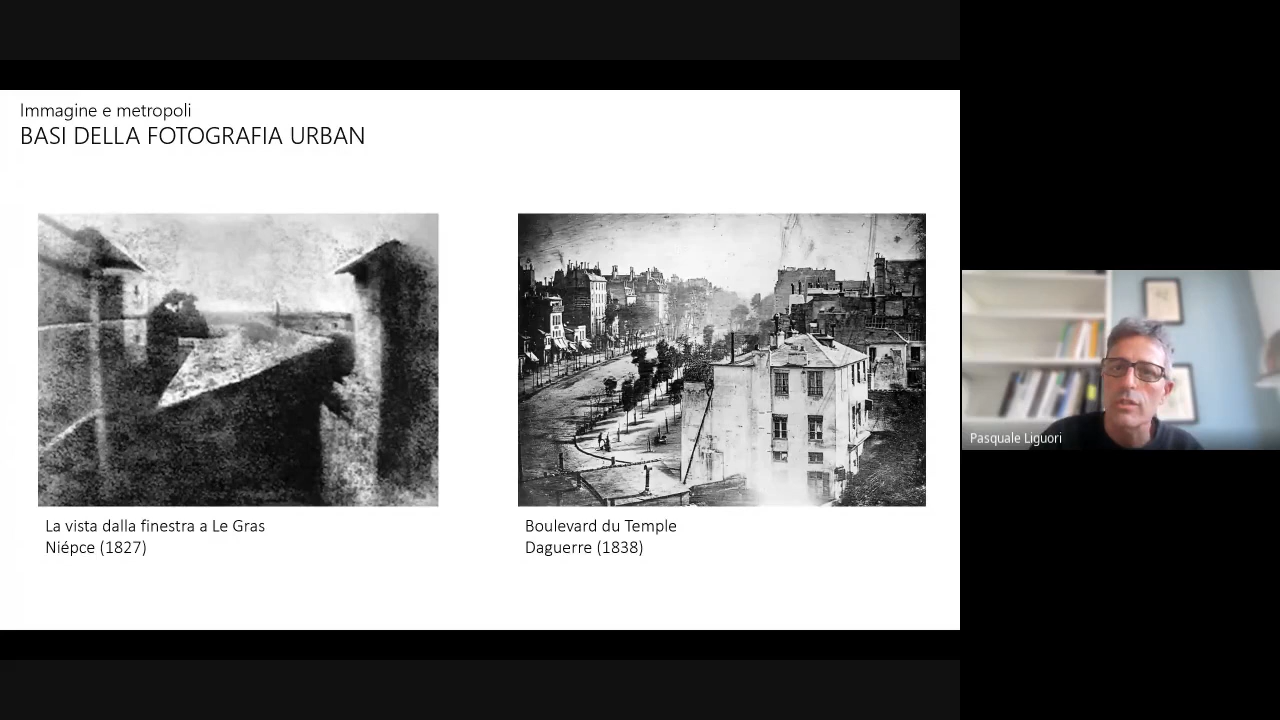 Immagine e metropoli
BASI DELLA FOTOGRAFIA URBAN
La vista dalla finestra a Le Gras
Niépce (1827)
Boulevard du Temple
Daguerre (1838)
Pasquale Liguori